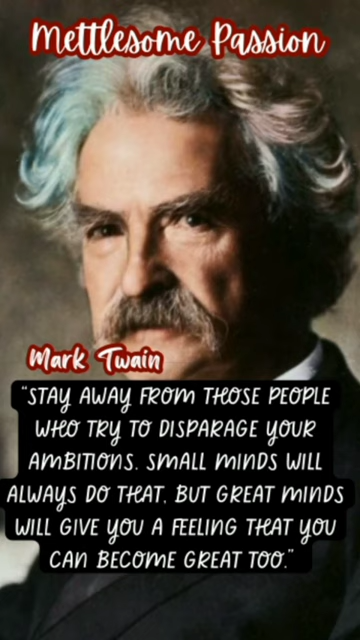 Mettlesome Passion
Mark Twain
"STAY AWAY FROM THOSE PEOPLE
WHO TRY TO DISPARAGE YOUR
AMBITIONS. SMALL MINDS WILL
ALWAYS DO THAT, BUT GREAT MINDS
WILL GIVE YOU A FEELING THAT YOU
CAN BECOME GREAT TOO."